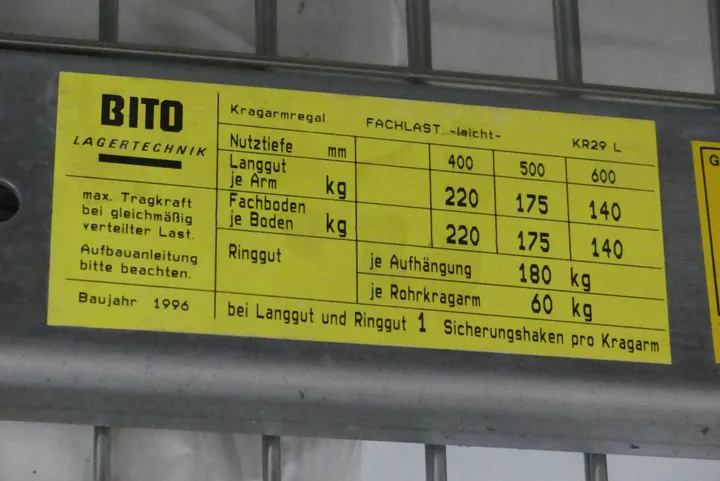 BITO
LAGERTECHNIK
max. Tragkraft
bei gleichmäßig
verteilter Last.
Aufbauanleitung
bitte beachten.
Baujahr 1996
Kragarmregal FACHLAST -leicht- KR29 L
Nutztiefe mm 400 500 600
Langgut
je Arm kg 220 175 140
Fachboden
je Boden kg 220 175 140
Ringgut je Aufhängung 180 kg
je Rohrkragarm 60 kg
bei Langgut und Ringgut 1 Sicherungshaken pro Kragarm
G